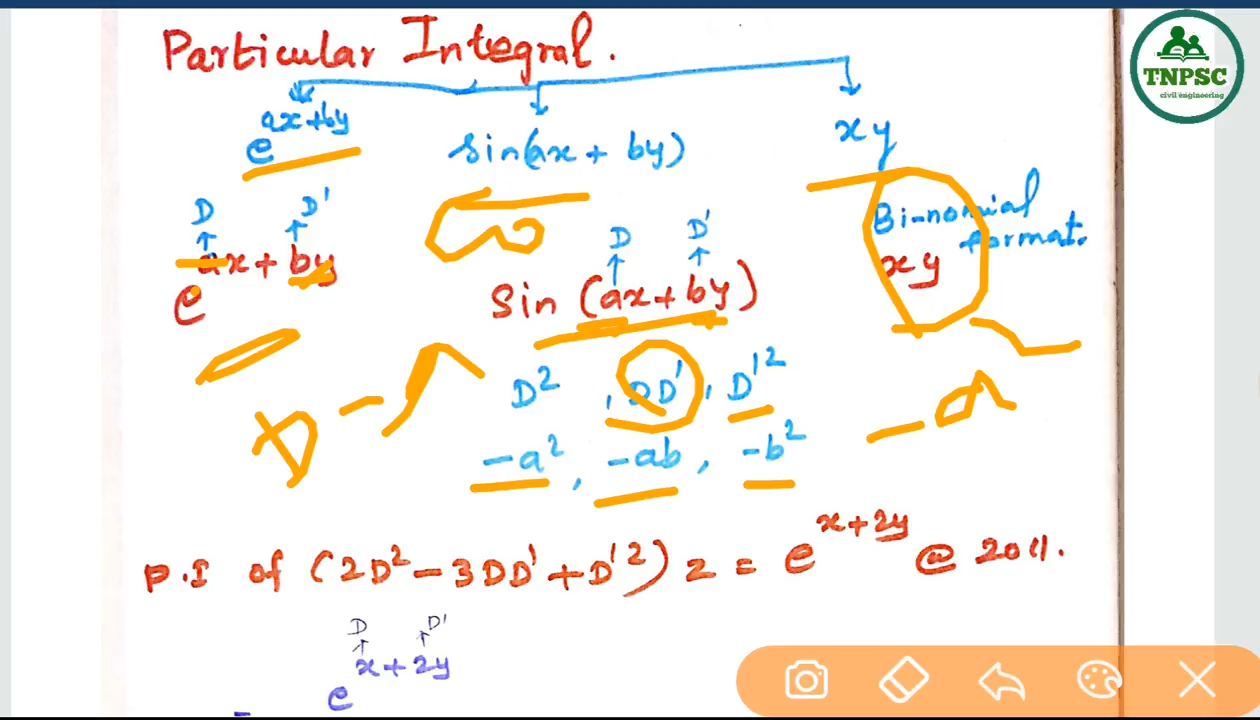 Particular Integral.
TNPSC
civil engineering
e^ax+by
sin(ax + by)
xy
D D'
e^ax+by
D D'
sin (ax+by)
Bi-nomial
format.
xy
D², DD', D'²
-a², -ab, -b²
P.I of (2D² - 3DD' + D'²) z = e^x+2y @ 2011.
D D'
e^x+2y